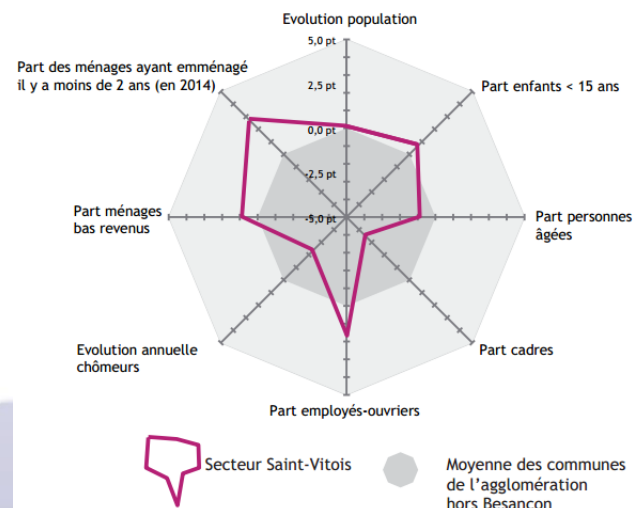 Evolution population
5,0 pt
Part des ménages ayant emménagé
il y a moins de 2 ans (en 2014)
2,5 pt
Part enfants < 15 ans
0,0 pt
-2,5 pt
Part ménages
bas revenus
-5,0 pt
Part personnes
âgées
Evolution annuelle
chômeurs
Part cadres
Part employés-ouvriers
Secteur Saint-Vitois
Moyenne des communes
de l’agglomération
hors Besançon